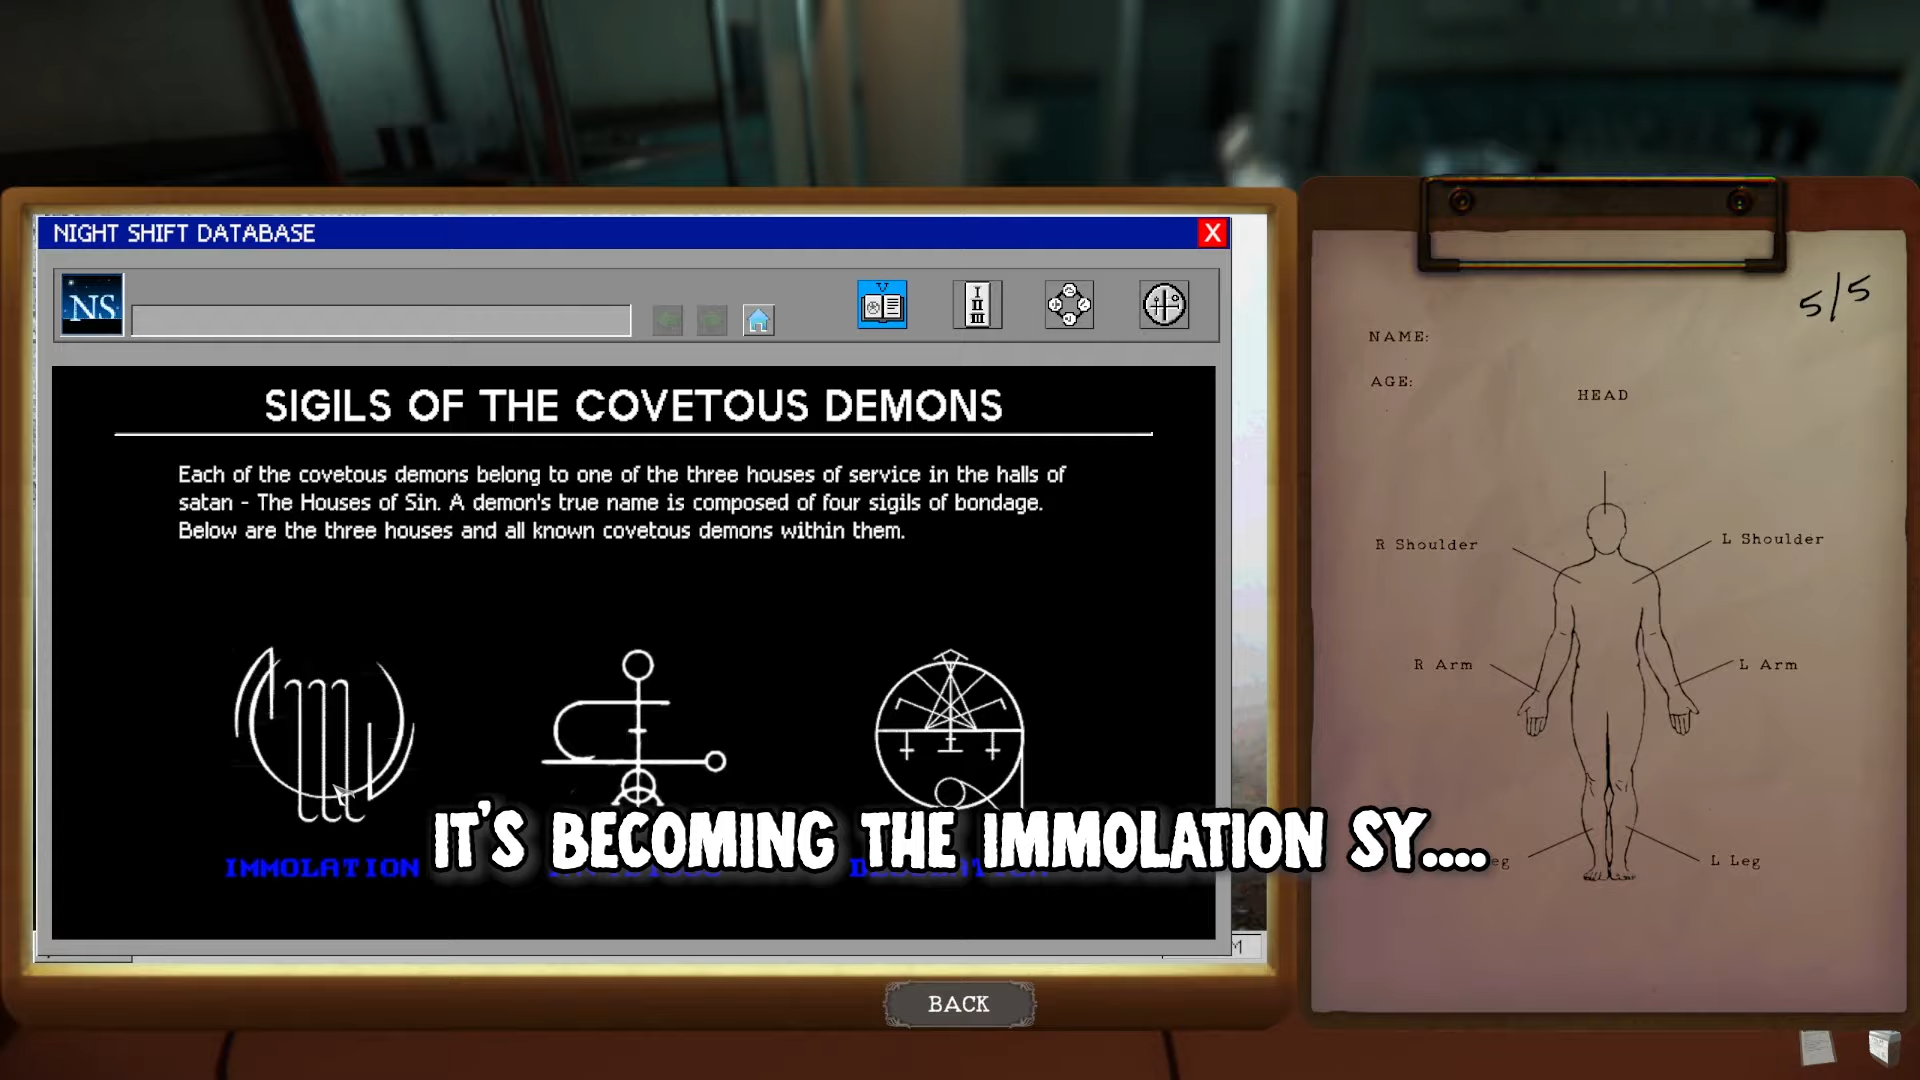 NIGHT SHIFT DATABASE
X
NS
V
I
II
III
SIGILS OF THE COVETOUS DEMONS
Each of the covetous demons belong to one of the three houses of service in the halls of
satan - The Houses of Sin. A demon's true name is composed of four sigils of bondage.
Below are the three houses and all known covetous demons within them.
IMMOLATION
IT'S BECOMING THE IMMOLATION SY....
BACK
5/5
NAME:
AGE:
HEAD
R Shoulder
L Shoulder
R Arm
L Arm
L Leg